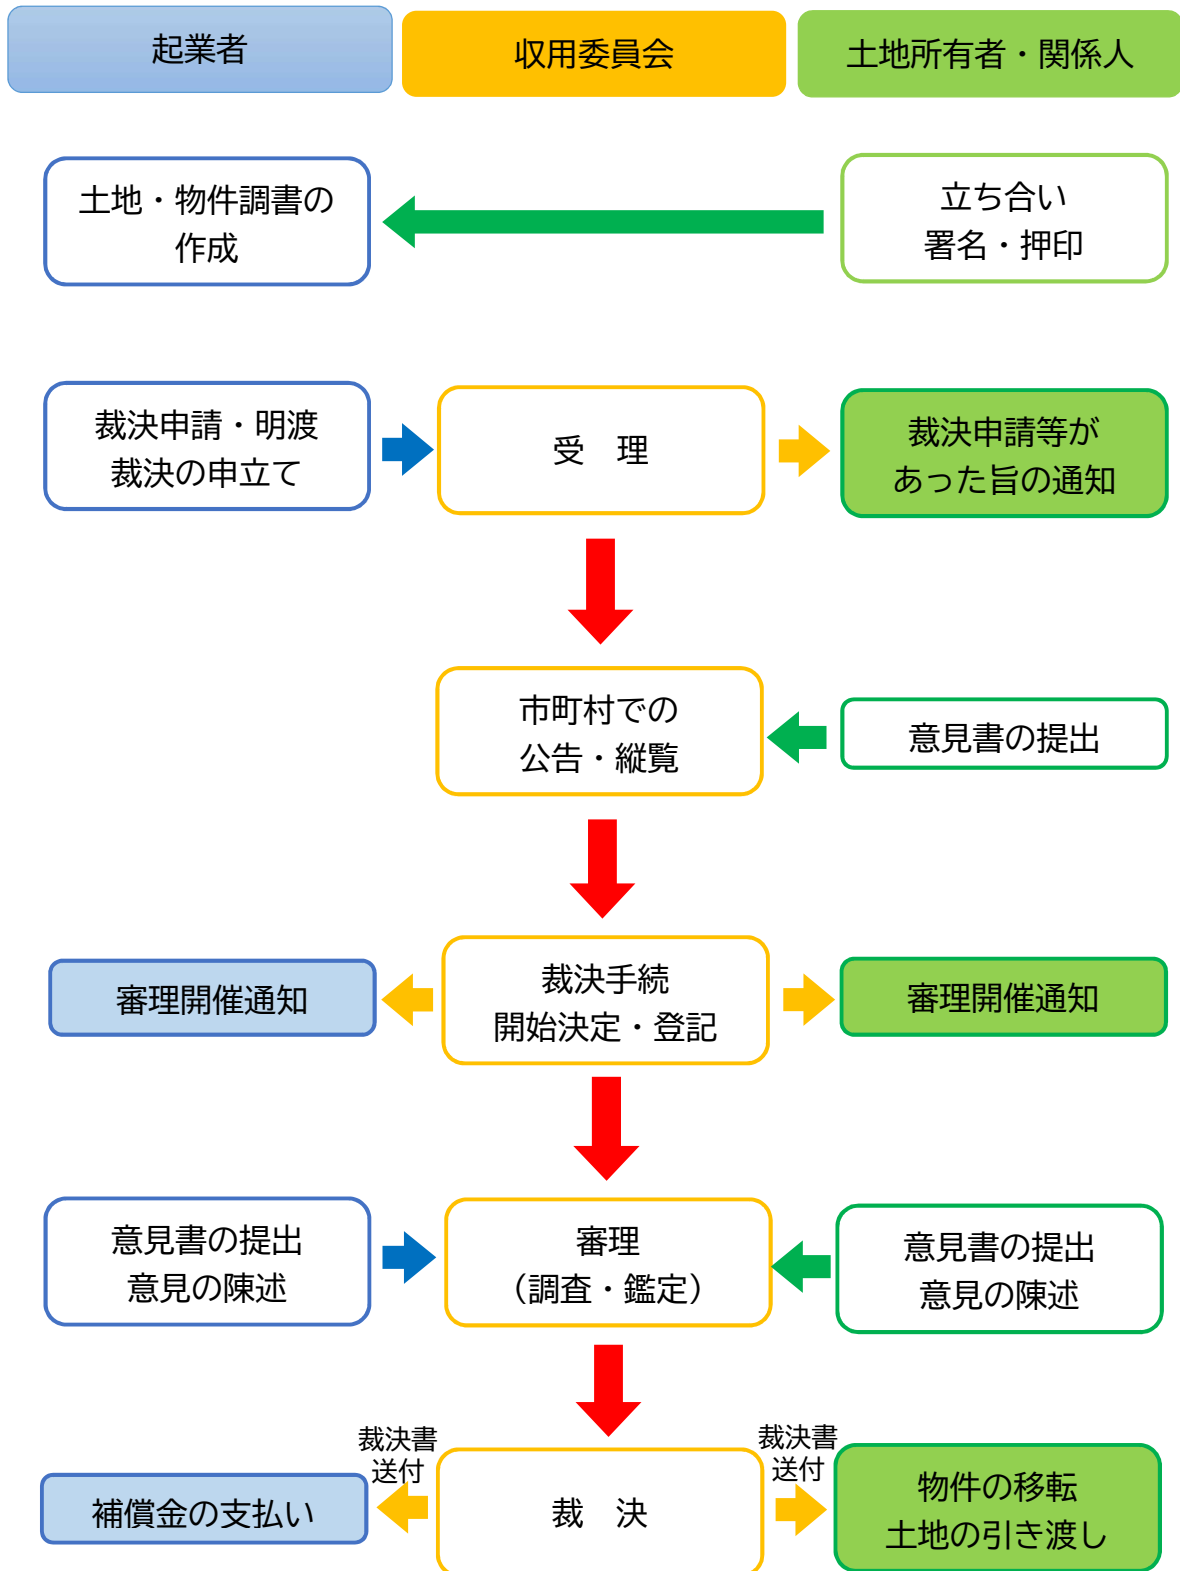 起業者
収用委員会
土地所有者・関係人
土地・物件調書の
作成
立ち合い
署名・押印
裁決申請・明渡
裁決の申立て
受　理
裁決申請等が
あった旨の通知
市町村での
公告・縦覧
意見書の提出
審理開催通知
裁決手続
開始決定・登記
審理開催通知
意見書の提出
意見の陳述
審理
（調査・鑑定）
意見書の提出
意見の陳述
裁決書
送付
裁決書
送付
補償金の支払い
裁　決
物件の移転
土地の引き渡し